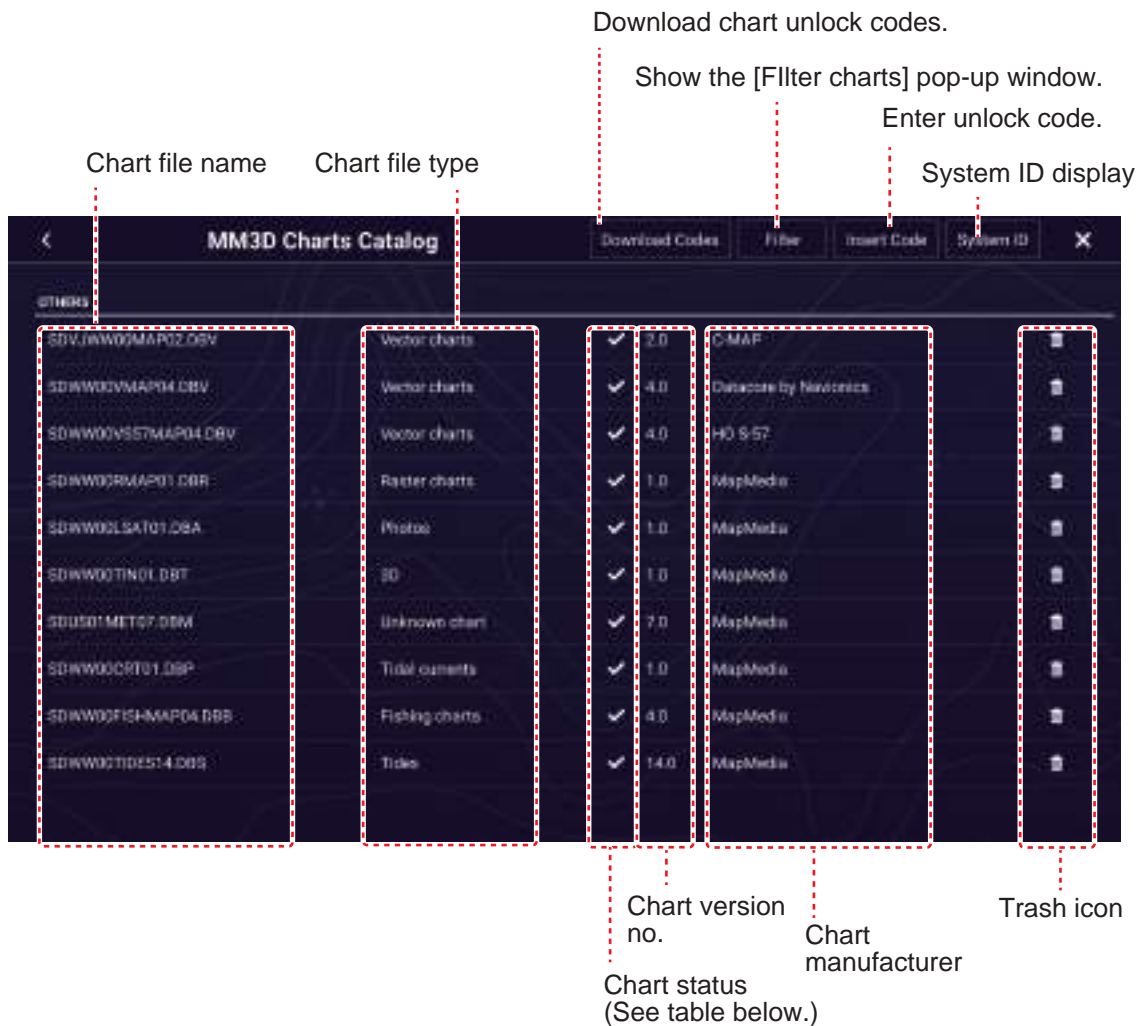 Download chart unlock codes.
Show the [FIlter charts] pop-up window.
Enter unlock code.
Chart file name
Chart file type
System ID display
MM3D Charts Catalog
Download Codes
Filter
Insert Code
System ID
OTHERS
SDVJWW00MAP02.DBV Vector charts 2.0 C-MAP
SDWW00VMAP04.DBV Vector charts 4.0 Datacore by Navionics
SDWW00VS57MAP04.DBV Vector charts 4.0 HO S-57
SDWW00RMAP01.DBR Raster charts 1.0 MapMedia
SDWW00LSAT01.DBA Photos 1.0 MapMedia
SDWW00TIN01.DBT 3D 1.0 MapMedia
SDUS01MET07.DBM Unknown chart 7.0 MapMedia
SDWW00CRT01.DBP Tidal currents 1.0 MapMedia
SDWW00FISHMAP04.DBB Fishing charts 4.0 MapMedia
SDWW00TIDES14.DBS Tides 14.0 MapMedia
Chart version
no.
Trash icon
Chart
manufacturer
Chart status
(See table below.)